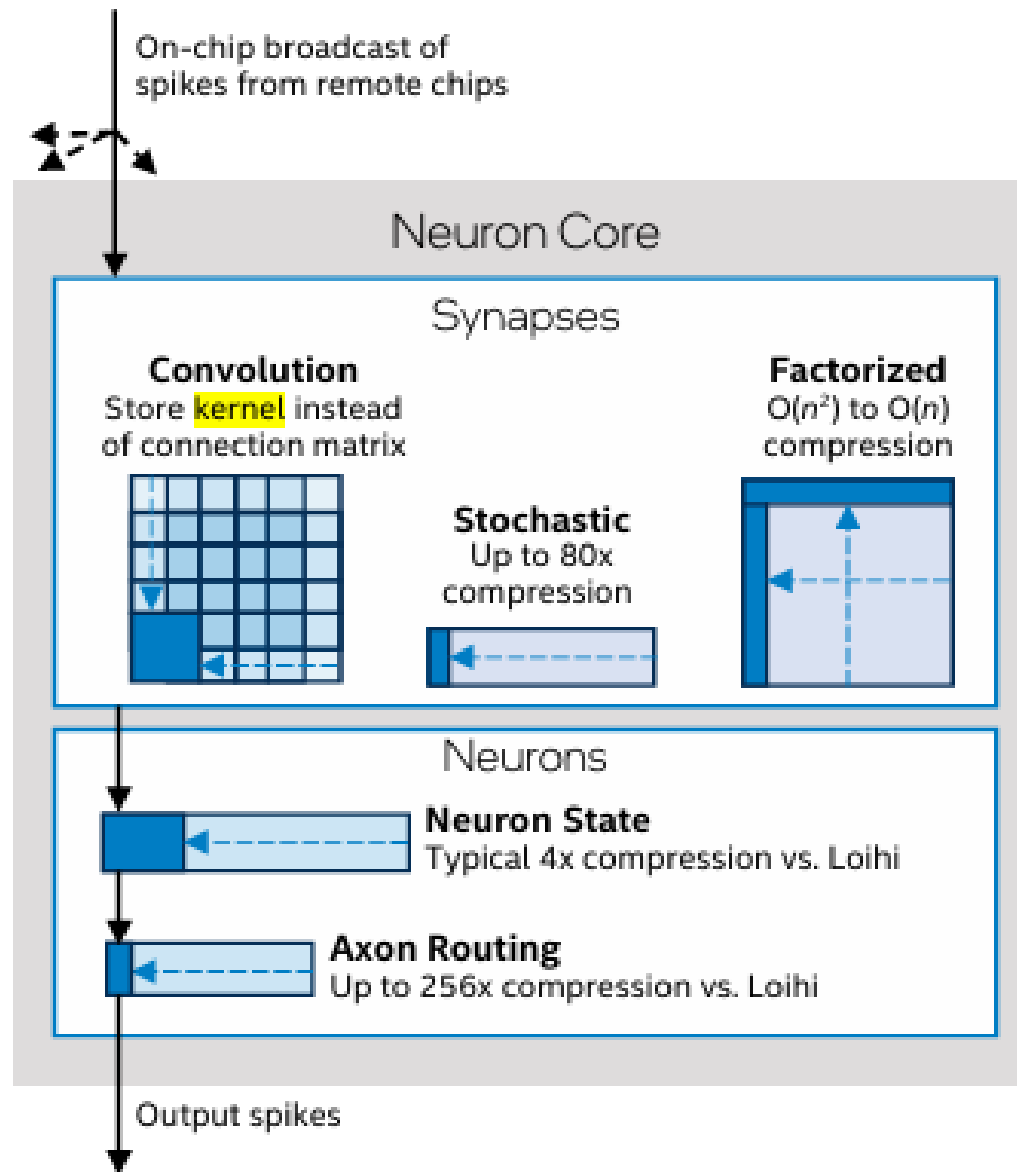 On-chip broadcast of
spikes from remote chips
Neuron Core
Synapses
Convolution
Store kernel instead
of connection matrix
Stochastic
Up to 80x
compression
Factorized
O(n²) to O(n)
compression
Neurons
Neuron State
Typical 4x compression vs. Loihi
Axon Routing
Up to 256x compression vs. Loihi
Output spikes